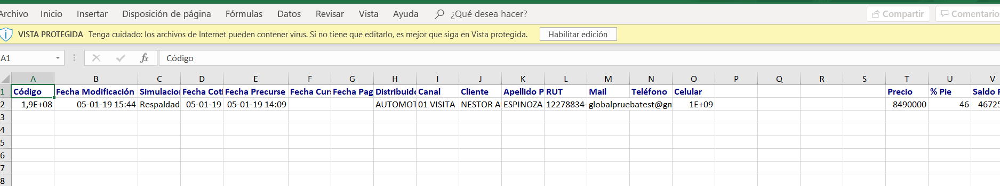 Archivo Inicio Insertar Disposición de página Fórmulas Datos Revisar Vista Ayuda ¿Qué desea hacer? Compartir Comentario
VISTA PROTEGIDA Tenga cuidado: los archivos de Internet pueden contener virus. Si no tiene que editarlo, es mejor que siga en Vista protegida. Habilitar edición
A1 fx Código
A B C D E F G H I J K L M N O P Q R S T U V
1 Código Fecha Modificación Simulacion Fecha Coti Fecha Precurse Fecha Curs Fecha Pag Distribuido Canal Cliente Apellido P RUT Mail Teléfono Celular Precio % Pie Saldo P
2 1,9E+08 05-01-19 15:44 Respaldad 05-01-19 05-01-19 14:09 AUTOMOT 01 VISITA NESTOR A ESPINOZA 12278834- globalpruebatest@gm 1E+09 8490000 46 46725
3
4
5
6
7
8